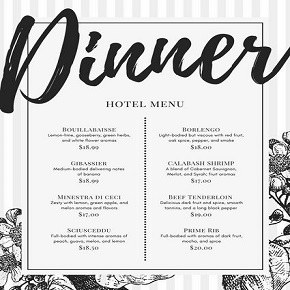 Dinner
HOTEL MENU
BOUILLABAISSE
Lemon-lime, gooseberry, green herbs,
and white flower aromas
$18.99
GIRASSIER
Medium-bodied delivering notes
of banana
$18.99
MINESTRA DI CECI
Zesty with lemon, green apple, and
melon aromas and flavors
$17.00
SCIUSCEDDU
Full-bodied with intense aromas of
peach, guava, melon, and lemon
$18.50
BORLENGO
Light-bodied but viscous with red fruit,
oak spice, pepper, and smoke
$20.00
CALABASH SHRIMP
A blend of Cabernet Sauvignon,
Merlot, and Syrah; fruit aromas
$17.00
BEEF TENDERLOIN
Delicious dark fruit and spice, smooth
tannins, and a long black pepper
$19.00
PRIME RIB
Full-bodied with aromas of dark fruit,
mocha, and spice
$20.00